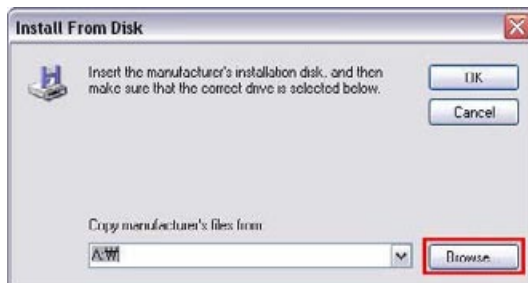 Install From Disk
Insert the manufacturer's installation disk, and then
make sure that the correct drive is selected below.
OK
Cancel
Copy manufacturer's files from:
A:₩
Browse...